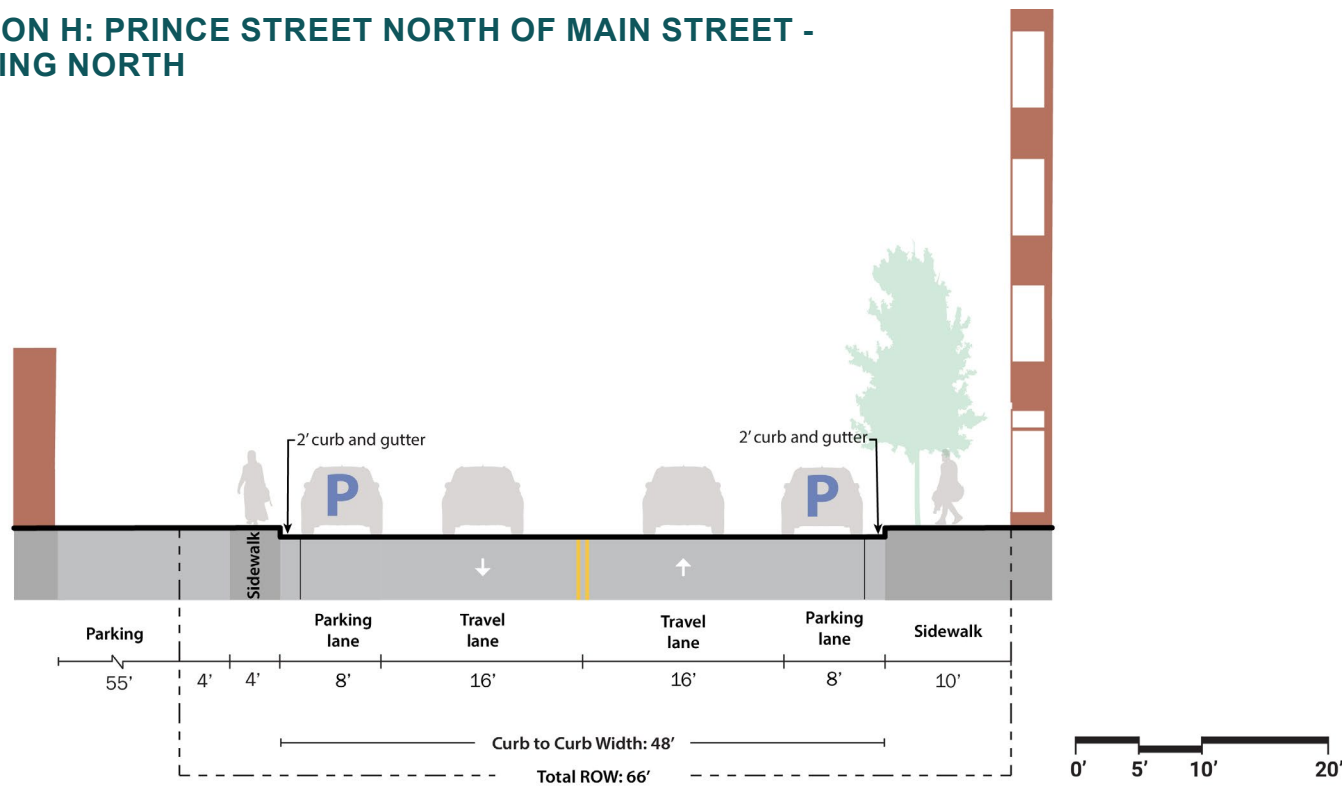 ON H: PRINCE STREET NORTH OF MAIN STREET -
ING NORTH
2' curb and gutter
2' curb and gutter
P
P
Sidewalk
Parking
Parking
lane
Travel
lane
Travel
lane
Parking
lane
Sidewalk
55'
4'
4'
8'
16'
16'
8'
10'
Curb to Curb Width: 48'
Total ROW: 66'
0'
5'
10'
20'